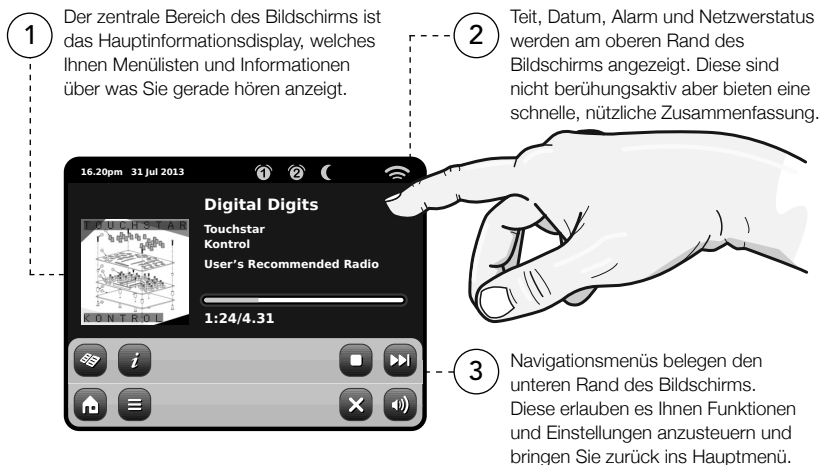 1
Der zentrale Bereich des Bildschirms ist
das Hauptinformationsdisplay, welches
Ihnen Menülisten und Informationen
über was Sie gerade hören anzeigt.
2
Teit, Datum, Alarm und Netzwerstatus
werden am oberen Rand des
Bildschirms angezeigt. Diese sind
nicht berühungsaktiv aber bieten eine
schnelle, nützliche Zusammenfassung.
16.20pm 31 Jul 2013 1 2
Digital Digits
Touchstar
Kontrol
User's Recommended Radio
1:24/4.31
TOUCHSTAR
KONTROL
i
3
Navigationsmenüs belegen den
unteren Rand des Bildschirms.
Diese erlauben es Ihnen Funktionen
und Einstellungen anzusteuern und
bringen Sie zurück ins Hauptmenü.